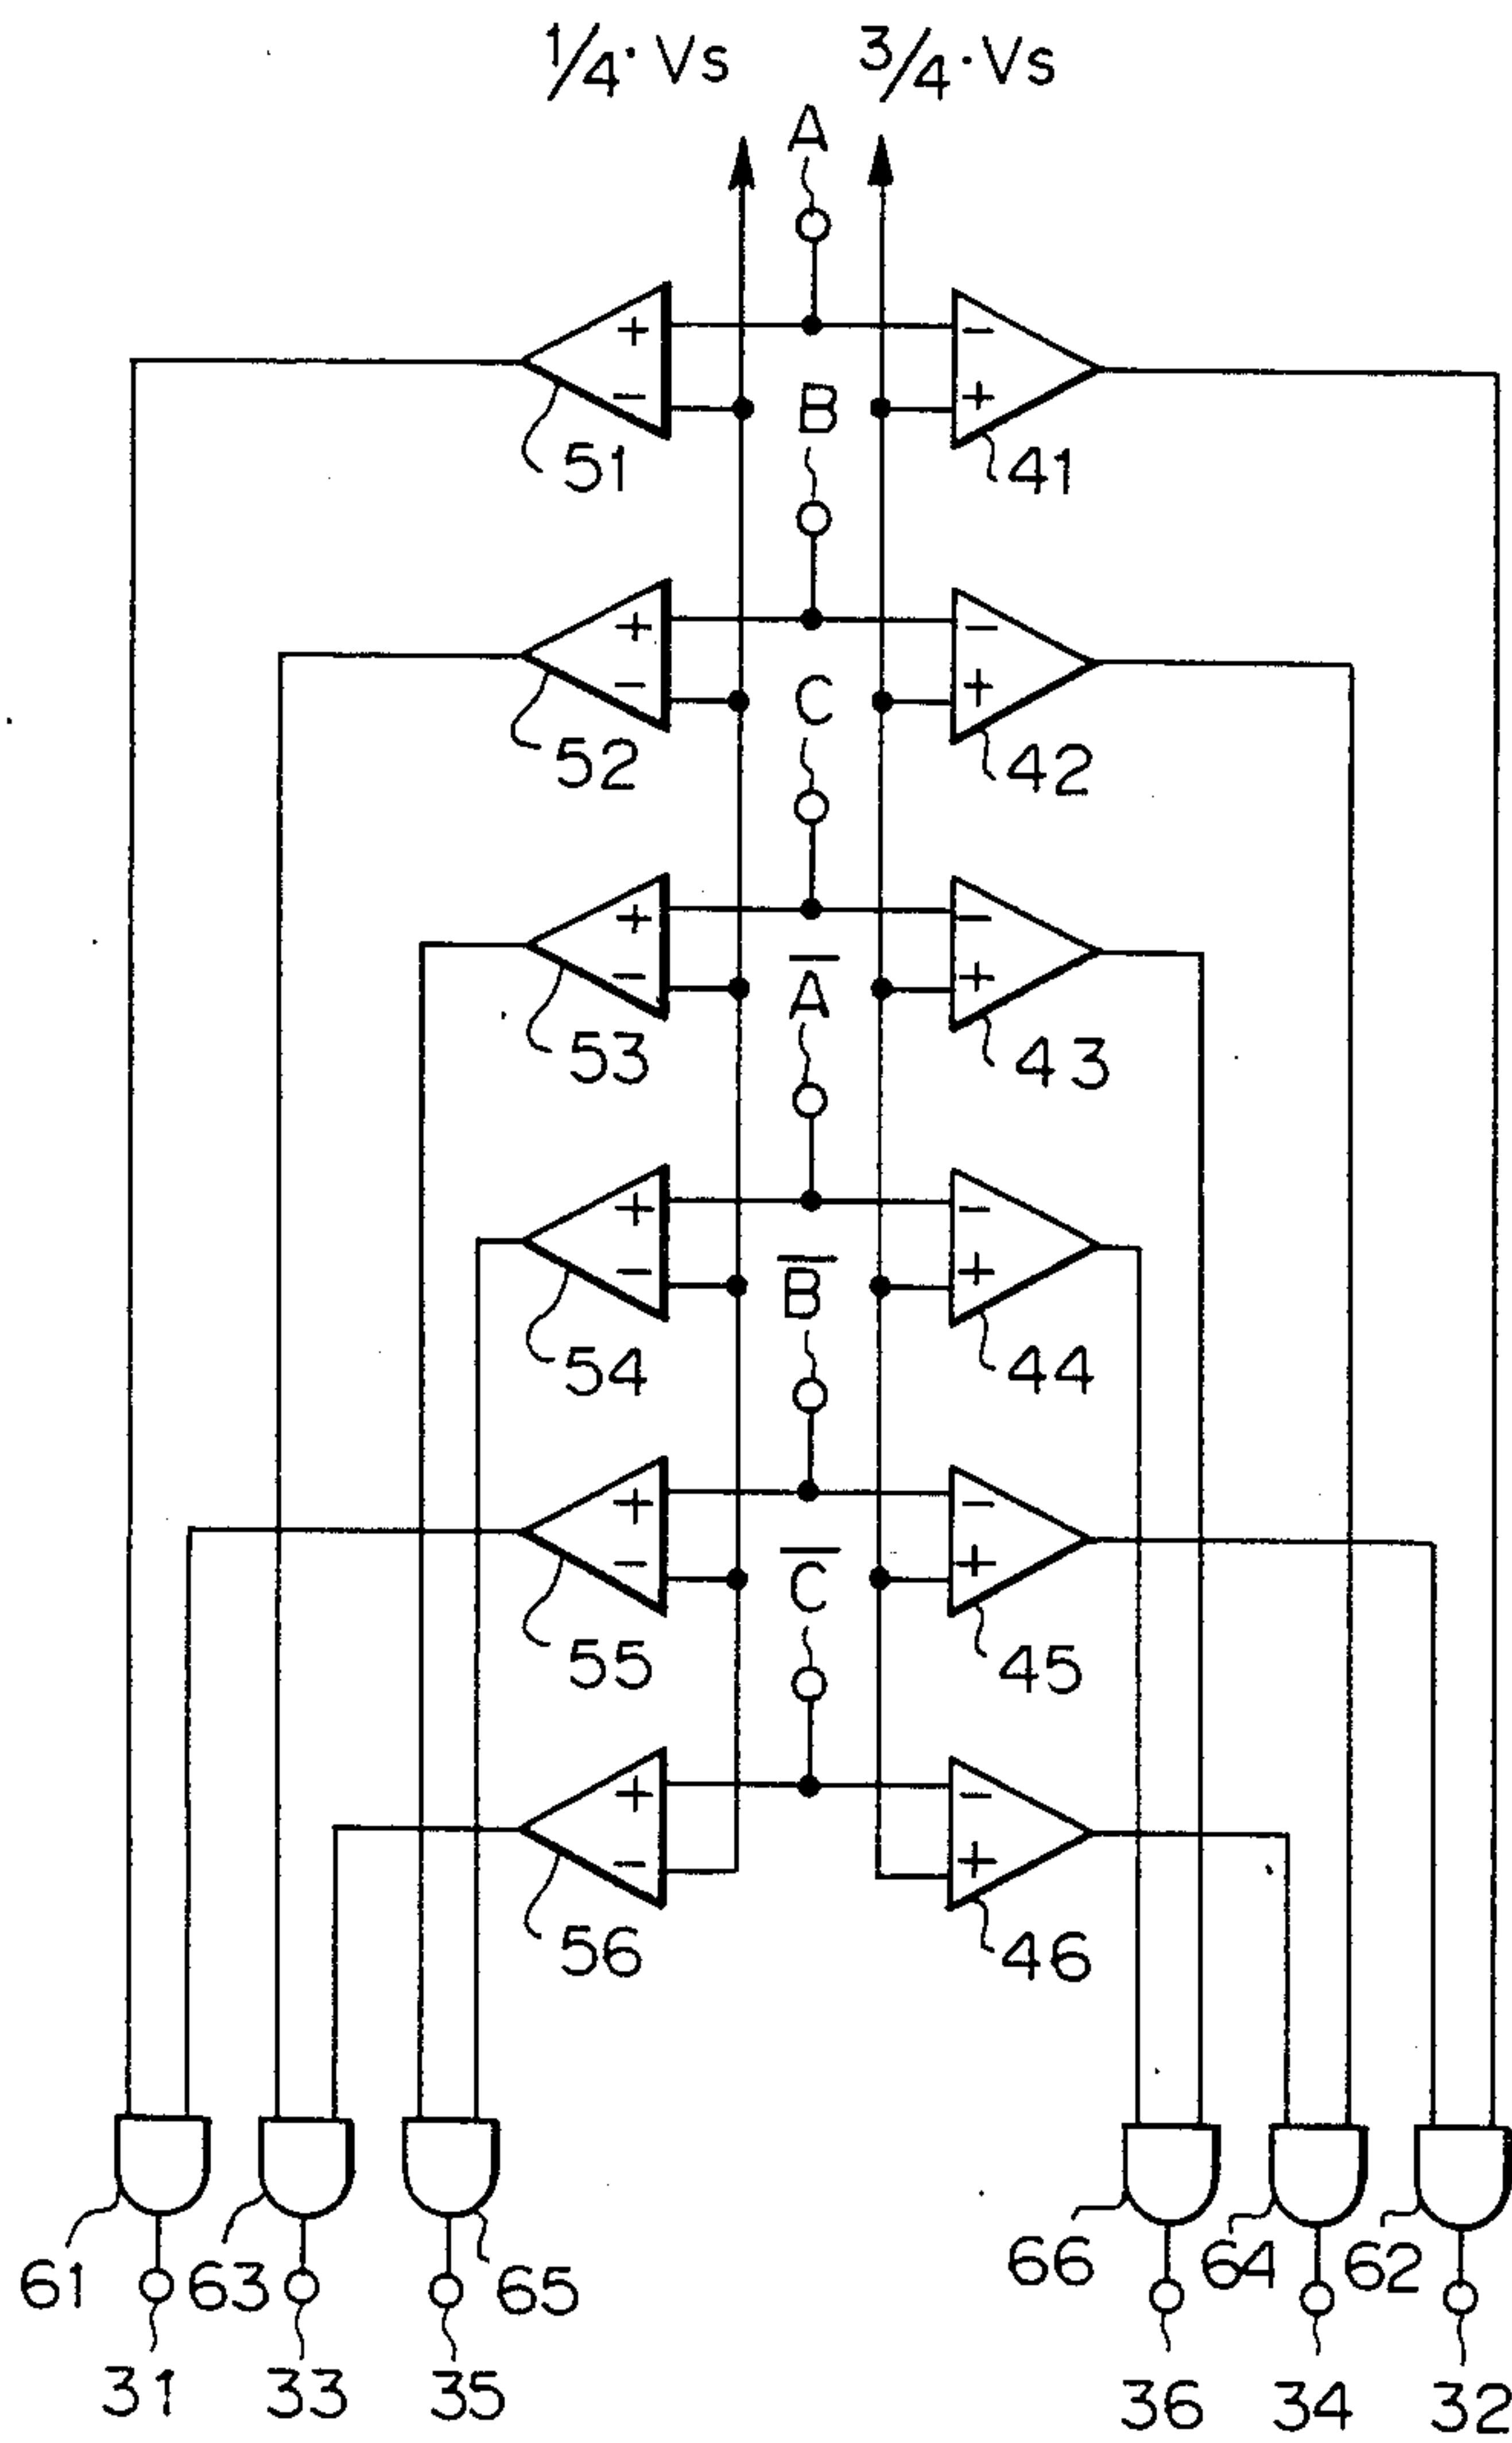 1/4·Vs 3/4·Vs
A
+ −
− +
B
51 41
+ −
− +
C
52 42
+ −
− +
A̅
53 43
+ −
− +
B̅
54 44
+ −
− +
C̅
55 45
+ −
− +
56 46
61 63 65 66 64 62
31 33 35 36 34 32